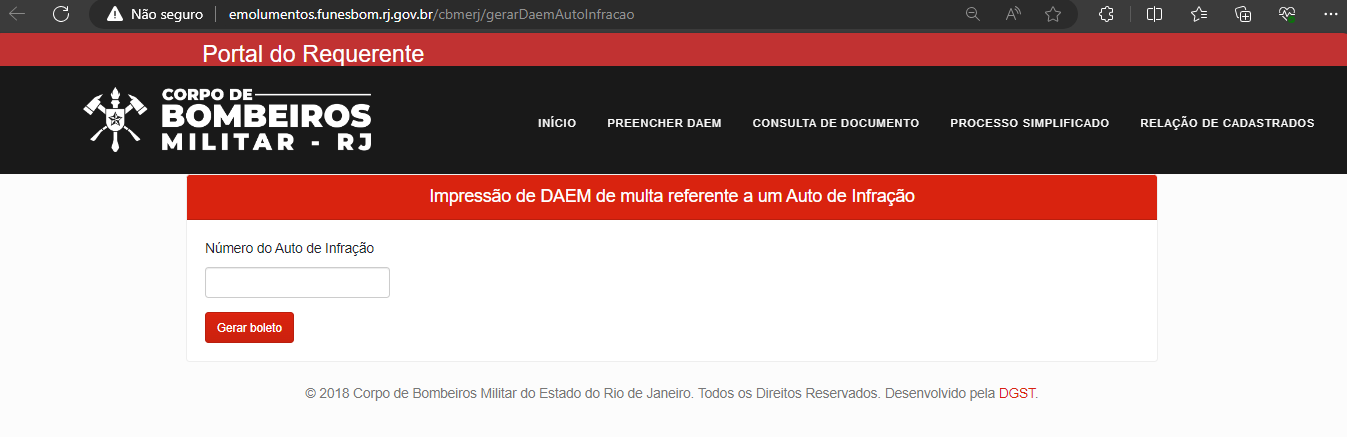 Não seguro emolumentos.funesbom.rj.gov.br/cbmerj/gerarDaemAutoInfracao
Portal do Requerente
CORPO DE
BOMBEIROS
MILITAR - RJ
INÍCIO PREENCHER DAEM CONSULTA DE DOCUMENTO PROCESSO SIMPLIFICADO RELAÇÃO DE CADASTRADOS
Impressão de DAEM de multa referente a um Auto de Infração
Número do Auto de Infração
Gerar boleto
© 2018 Corpo de Bombeiros Militar do Estado do Rio de Janeiro. Todos os Direitos Reservados. Desenvolvido pela DGST.